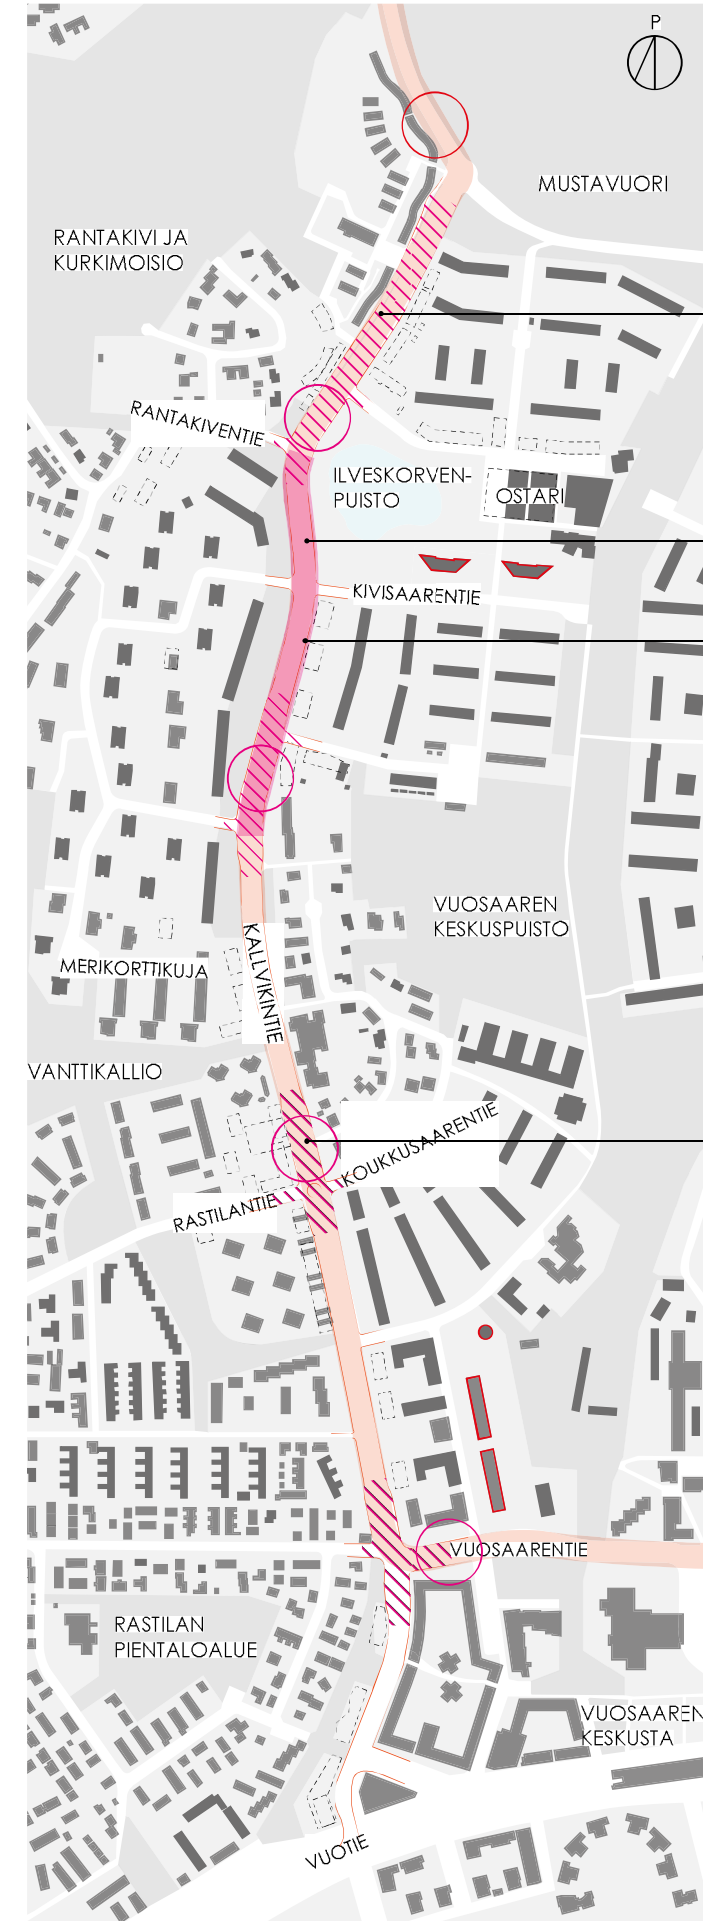 P
MUSTAVUORI
RANTAKIVI JA
KURKIMOISIO
RANTAKIVENTIE
ILVESKORVEN-
PUISTO
OSTARI
KIVISAARENTIE
VUOSAAREN
KESKUSPUISTO
KALLVIKINTIE
MERIKORTTIKUJA
VANTTIKALLIO
KOUKKUSAARENTIE
RASTILANTIE
VUOSAARENTIE
RASTILAN
PIENTALOALUE
VUOSAAREN
KESKUSTA
VUOTIE